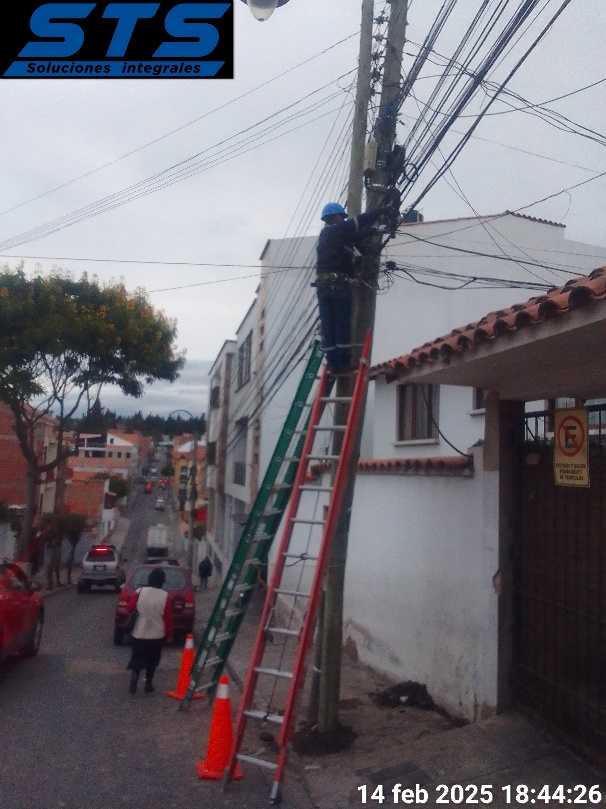 STS
Soluciones integrales
E
14 feb 2025 18:44:26